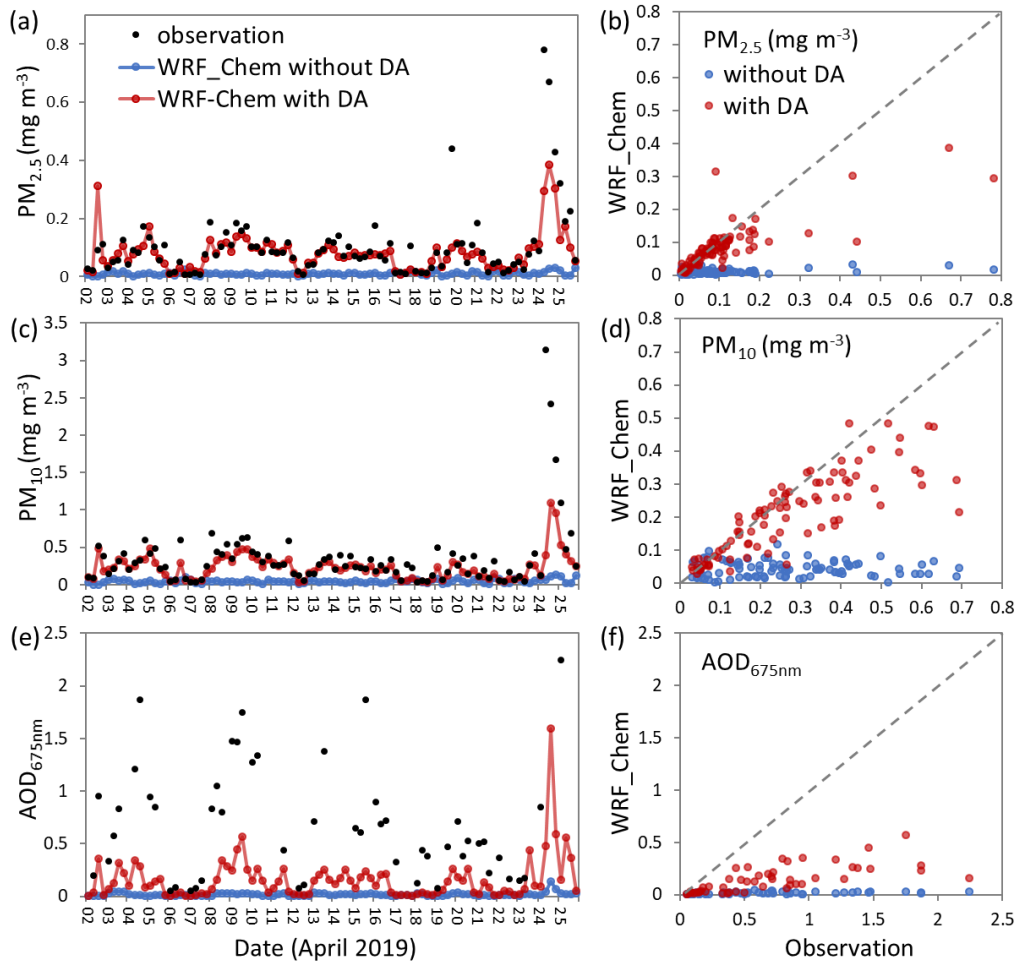 (a)
observation
WRF_Chem without DA
WRF-Chem with DA
PM2.5 (mg m-3)
0.8
0.6
0.4
0.2
0
02 03 04 05 06 07 08 09 10 11 12 13 14 15 16 17 18 19 20 21 22 23 24 25
(b)
PM2.5 (mg m-3)
without DA
with DA
WRF_Chem
0.8
0.7
0.6
0.5
0.4
0.3
0.2
0.1
0
0 0.1 0.2 0.3 0.4 0.5 0.6 0.7 0.8
(c)
PM10 (mg m-3)
3.5
3
2.5
2
1.5
1
0.5
0
02 03 04 05 06 07 08 09 10 11 12 13 14 15 16 17 18 19 20 21 22 23 24 25
(d)
PM10 (mg m-3)
WRF_Chem
0.8
0.7
0.6
0.5
0.4
0.3
0.2
0.1
0
0 0.1 0.2 0.3 0.4 0.5 0.6 0.7 0.8
(e)
AOD675nm
2.5
2
1.5
1
0.5
0
02 03 04 05 06 07 08 09 10 11 12 13 14 15 16 17 18 19 20 21 22 23 24 25
Date (April 2019)
(f)
AOD675nm
WRF_Chem
2.5
2
1.5
1
0.5
0
0 0.5 1 1.5 2 2.5
Observation